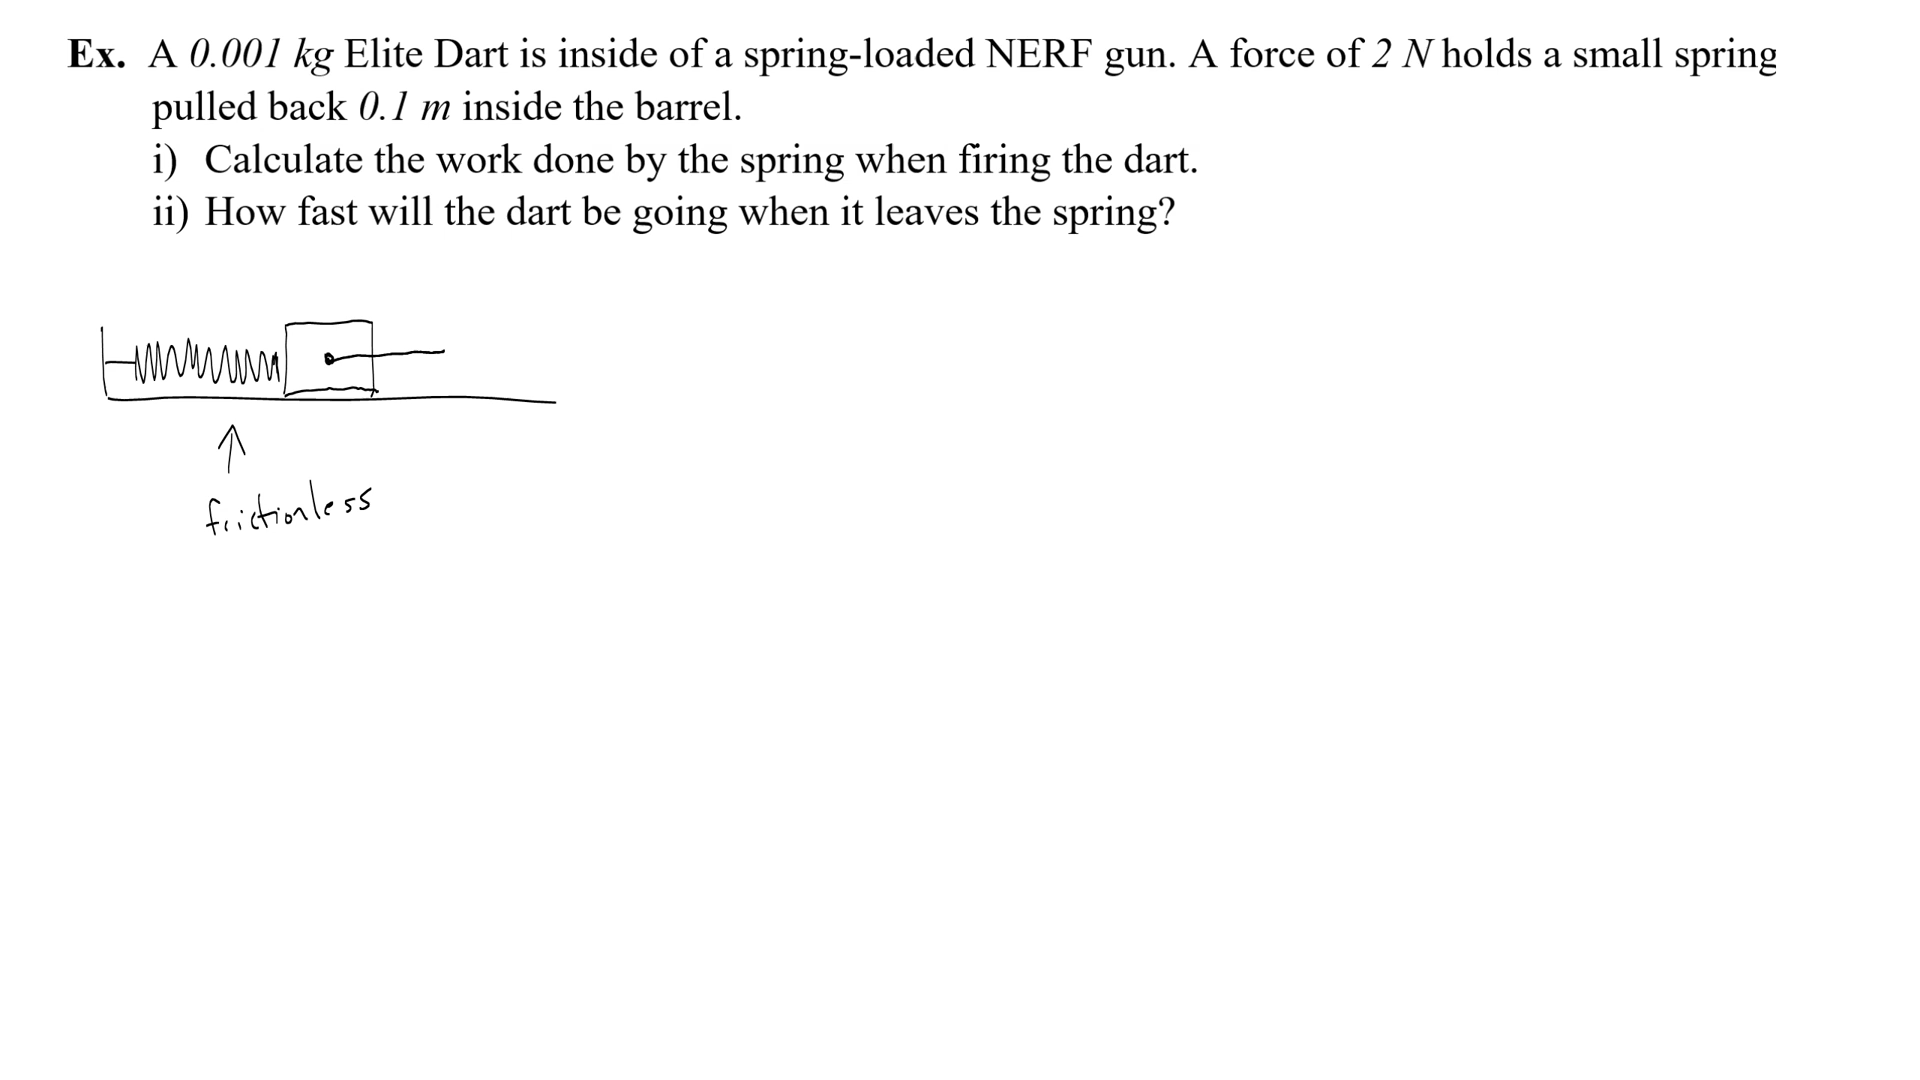 Ex. A 0.001 kg Elite Dart is inside of a spring-loaded NERF gun. A force of 2 N holds a small spring
pulled back 0.1 m inside the barrel.
i) Calculate the work done by the spring when firing the dart.
ii) How fast will the dart be going when it leaves the spring?
frictionless